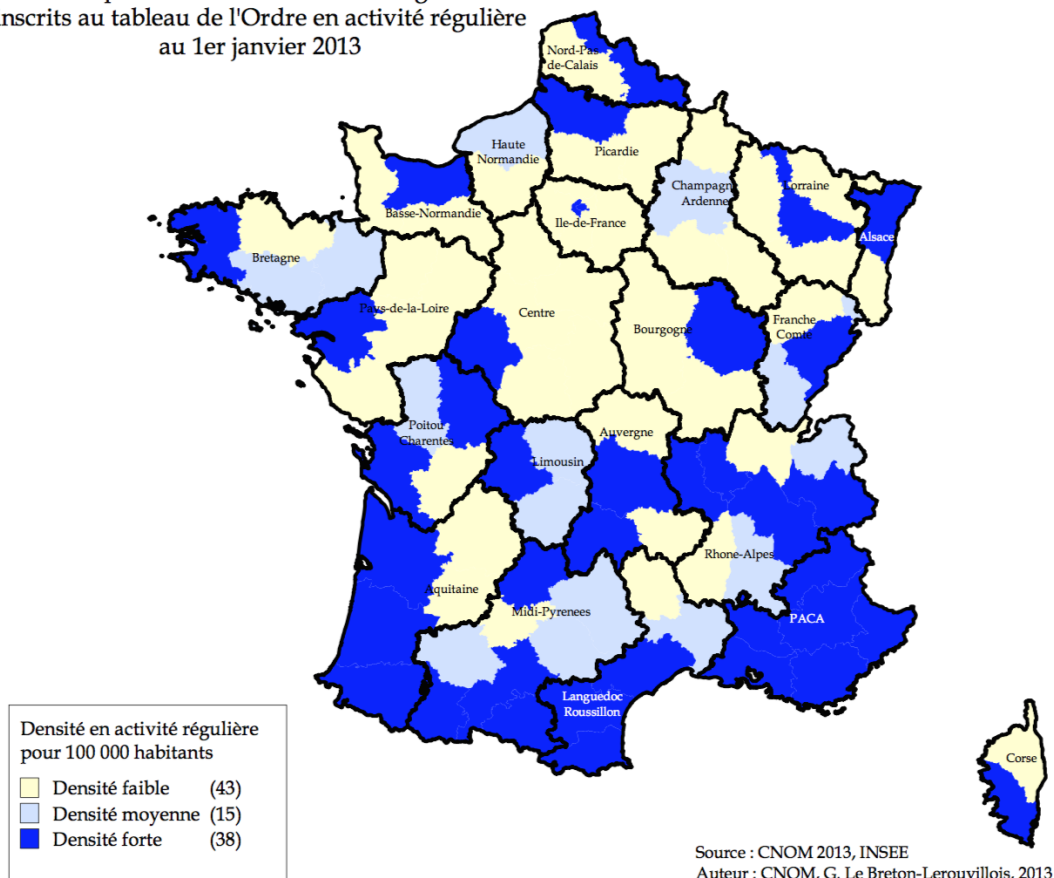 inscrits au tableau de l'Ordre en activité régulière
au 1er janvier 2013
Nord-Pas
de-Calais
Haute
Normandie
Picardie
Champagn
Ardenne
Lorraine
Basse-Normandie
Ile-de-France
Alsace
Bretagne
Pays-de-la-Loire
Centre
Bourgogne
Franche
Comté
Poitou
Charentes
Auvergne
Limousin
Rhone-Alpes
Aquitaine
Midi-Pyrenees
PACA
Languedoc
Roussillon
Corse
Densité en activité régulière
pour 100 000 habitants
Densité faible (43)
Densité moyenne (15)
Densité forte (38)
Source : CNOM 2013, INSEE
Auteur : CNOM, G. Le Breton-Lerouvillois, 2013